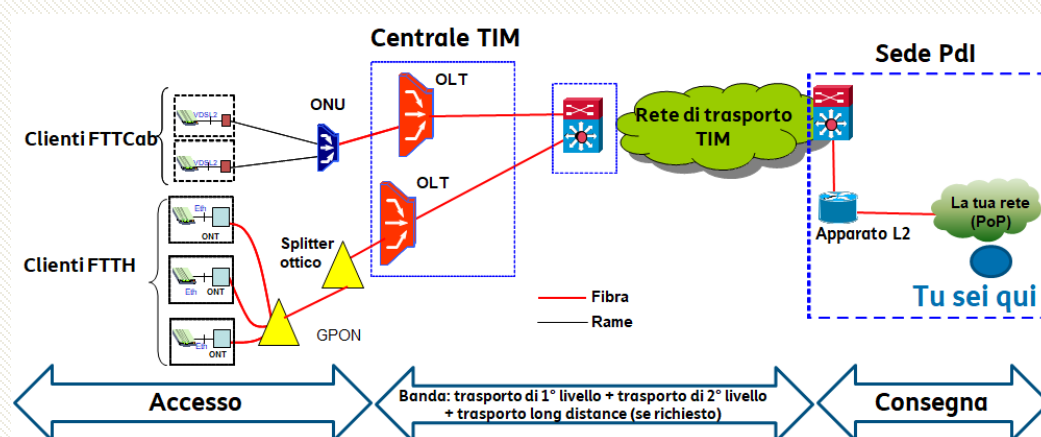 Centrale TIM
Sede PdI
OLT
ONU
Rete di trasporto
TIM
VDSL2
Clienti FTTCab
VDSL2
OLT
La tua rete
(PoP)
Eth
ONT
Apparato L2
Splitter
ottico
Clienti FTTH
Eth
ONT
Tu sei qui
Fibra
Rame
GPON
Eth
ONT
Accesso
Banda: trasporto di 1° livello + trasporto di 2° livello
+ trasporto long distance (se richiesto)
Consegna